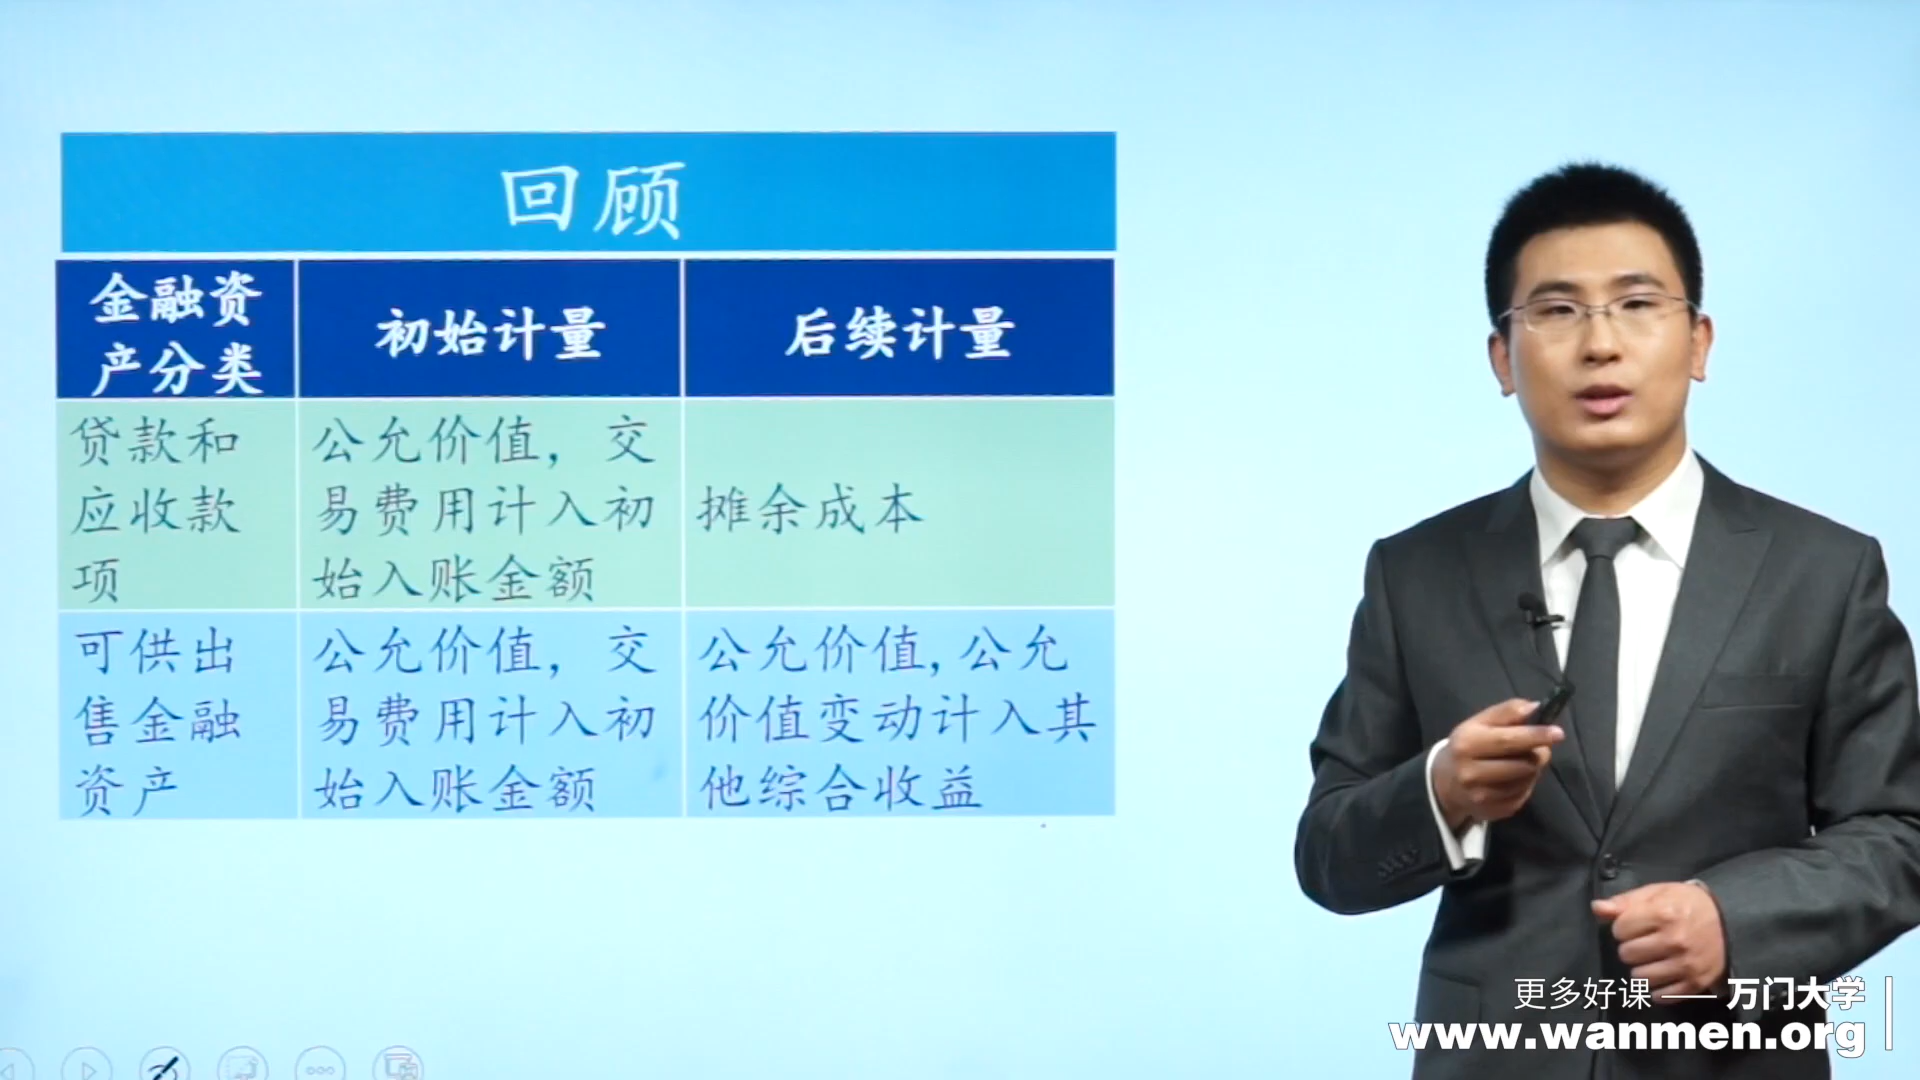 回顾
金融资
产分类
初始计量
后续计量
贷款和
应收款
项
公允价值，交
易费用计入初
始入账金额
摊余成本
可供出
售金融
资产
公允价值，交
易费用计入初
始入账金额
公允价值,公允
价值变动计入其
他综合收益
更多好课 —— 万门大学
www.wanmen.org